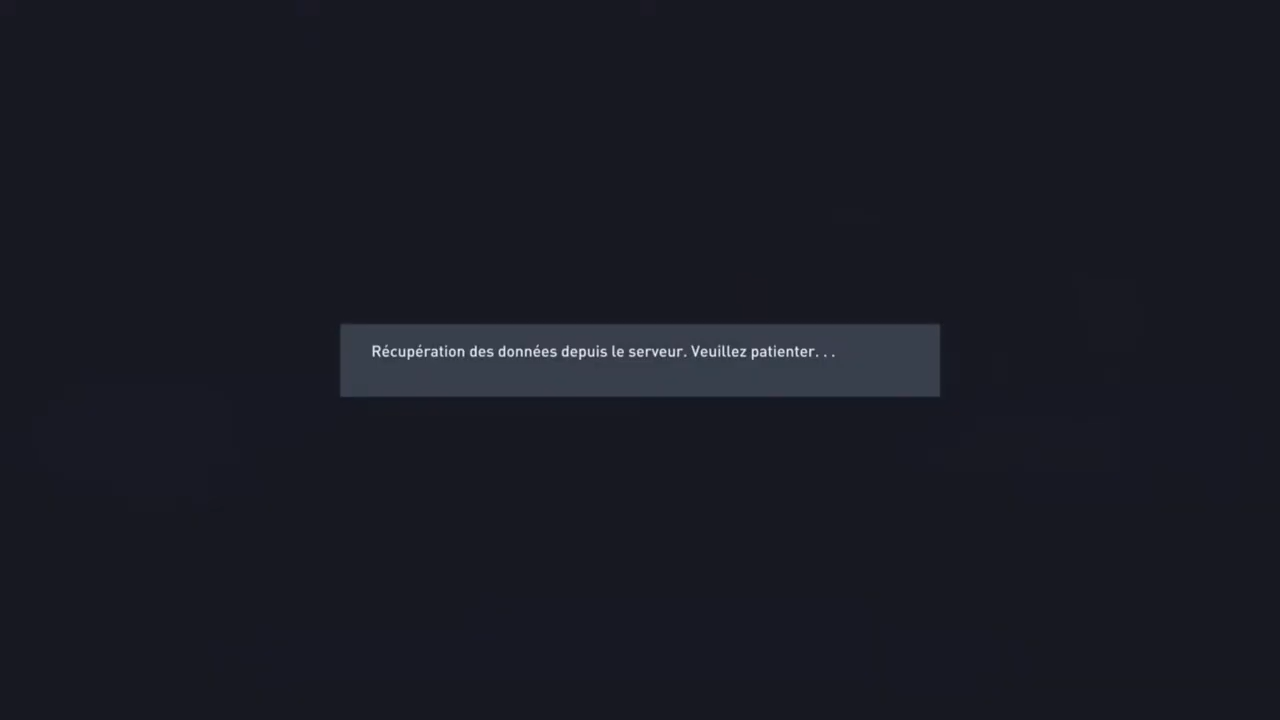 Récupération des données depuis le serveur. Veuillez patienter. . .